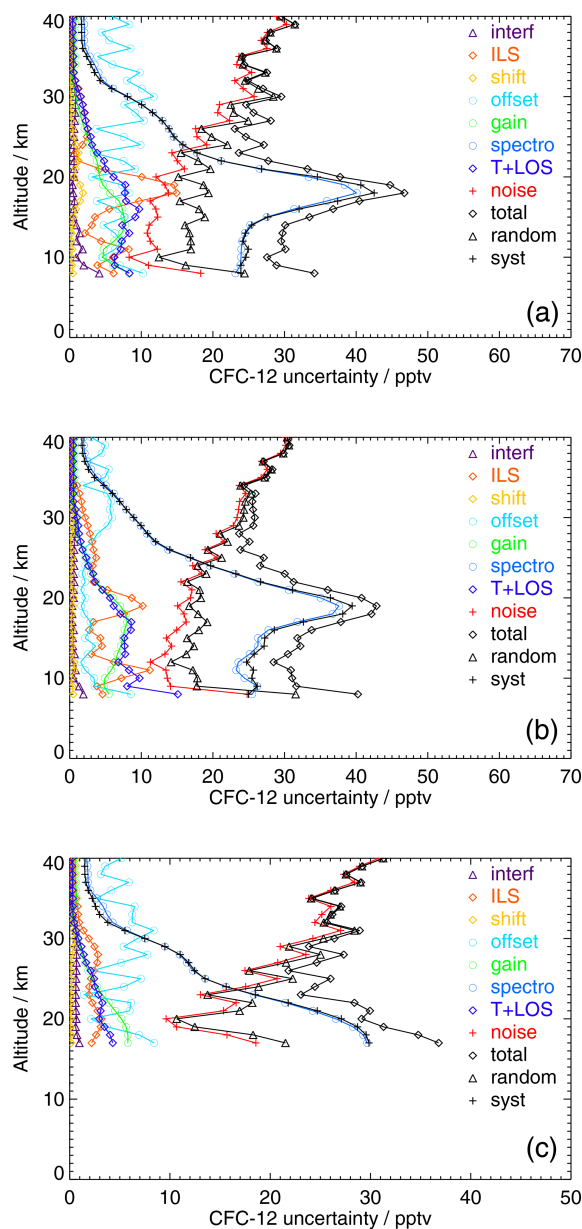 40
30
20
10
0
Altitude / km
interf
ILS
shift
offset
gain
spectro
T+LOS
noise
total
random
syst
(a)
0 10 20 30 40 50 60 70
CFC-12 uncertainty / pptv
40
30
20
10
0
Altitude / km
interf
ILS
shift
offset
gain
spectro
T+LOS
noise
total
random
syst
(b)
0 10 20 30 40 50 60 70
CFC-12 uncertainty / pptv
40
30
20
10
0
Altitude / km
interf
ILS
shift
offset
gain
spectro
T+LOS
noise
total
random
syst
(c)
0 10 20 30 40 50
CFC-12 uncertainty / pptv